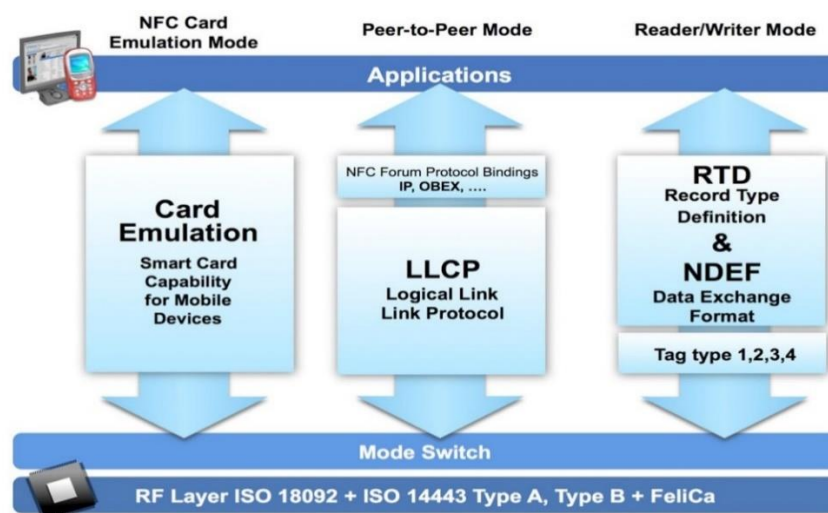 NFC Card
Emulation Mode
Peer-to-Peer Mode
Reader/Writer Mode
Applications
Card
Emulation
Smart Card
Capability
for Mobile
Devices
NFC Forum Protocol Bindings
IP, OBEX, ....
LLCP
Logical Link
Link Protocol
RTD
Record Type
Definition
&
NDEF
Data Exchange
Format
Tag type 1,2,3,4
Mode Switch
RF Layer ISO 18092 + ISO 14443 Type A, Type B + FeliCa